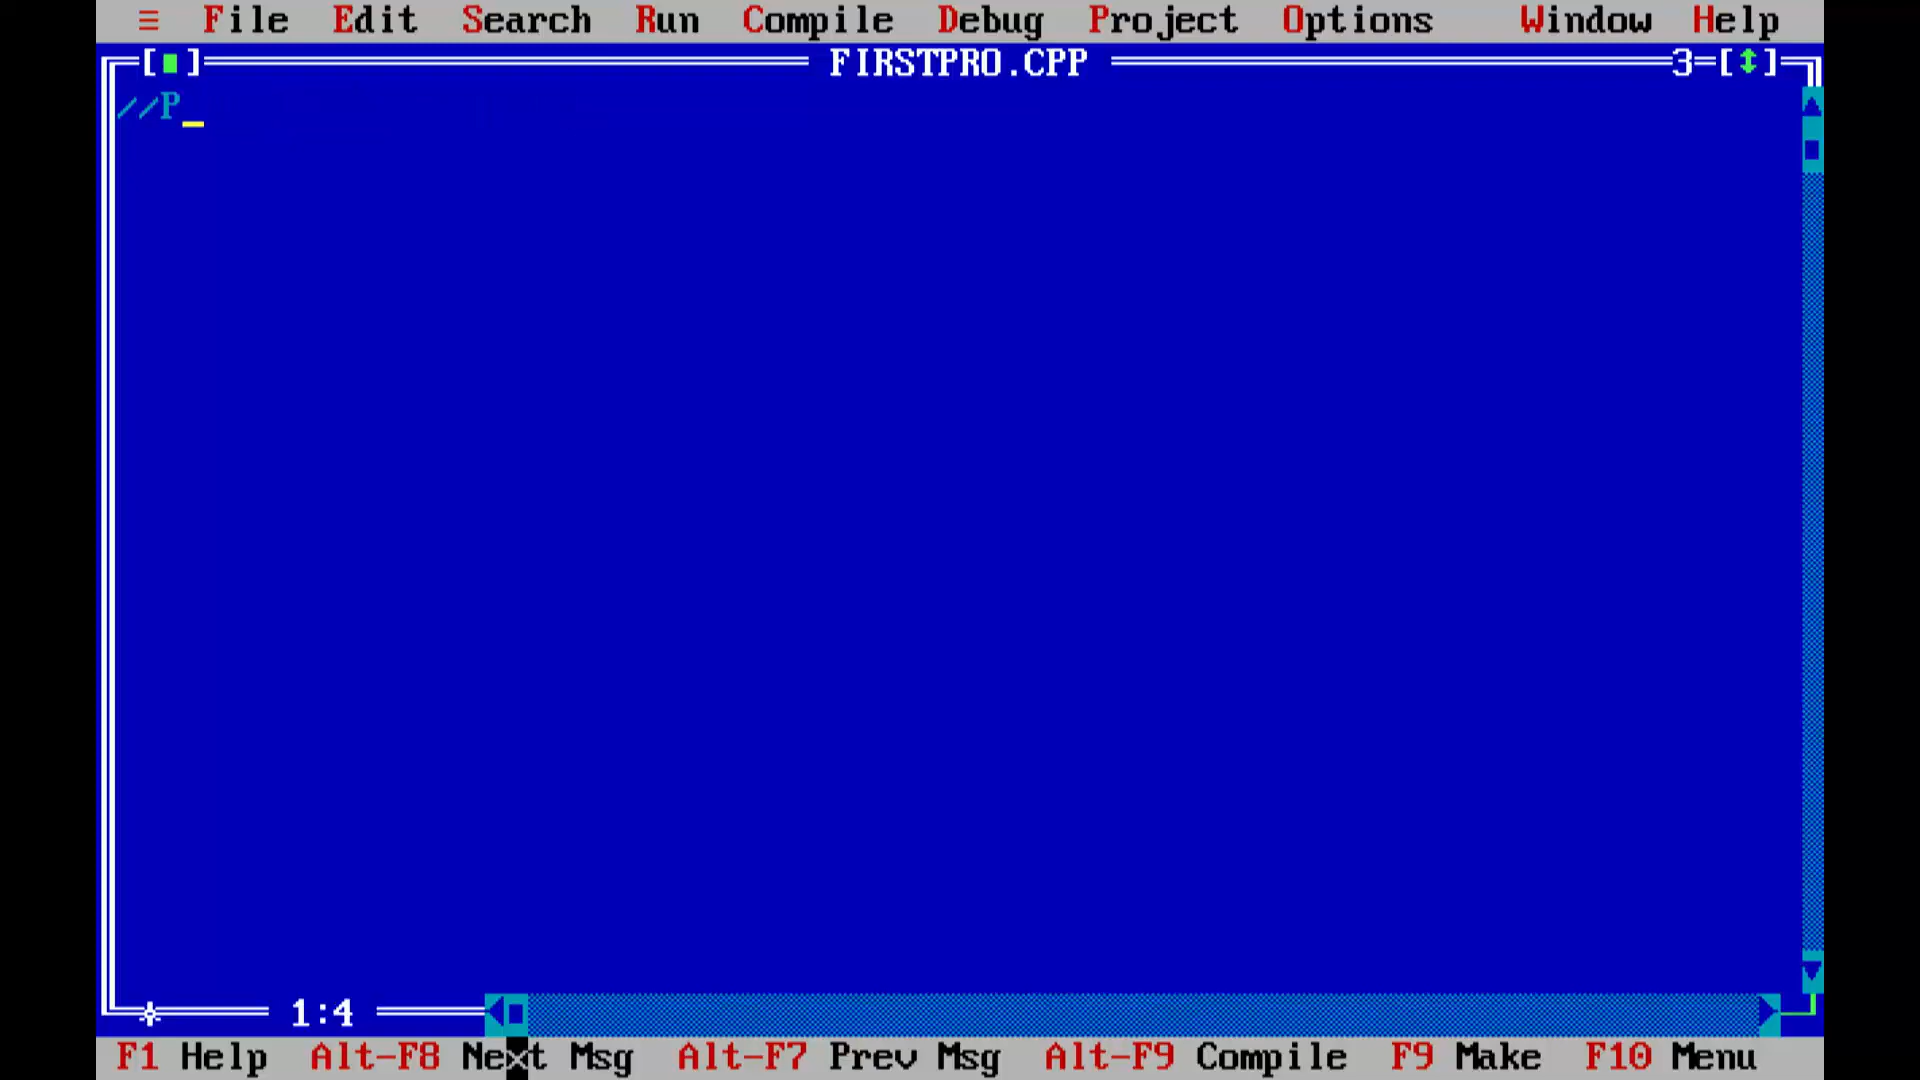 ≡ File Edit Search Run Compile Debug Project Options Window Help
[■] FIRSTPRO.CPP 3=[↕]
//P_
1:4
F1 Help Alt-F8 Next Msg Alt-F7 Prev Msg Alt-F9 Compile F9 Make F10 Menu